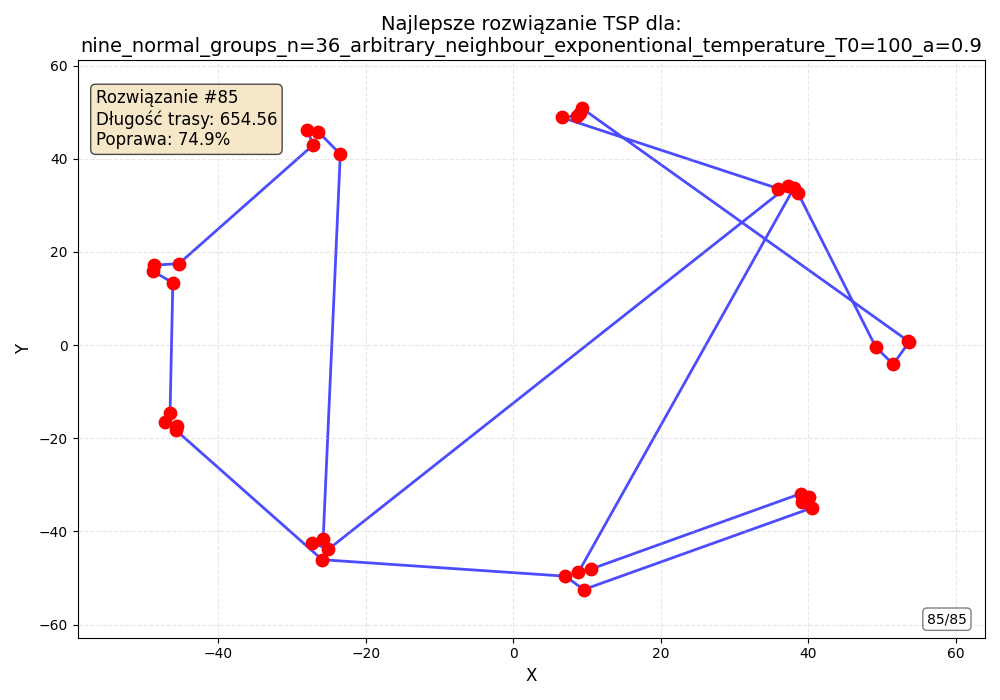 Najlepsze rozwiązanie TSP dla:
nine_normal_groups_n=36_arbitrary_neighbour_exponentional_temperature_T0=100_a=0.9
Rozwiązanie #85
Długość trasy: 654.56
Poprawa: 74.9%
60
40
20
0
−20
−40
−60
Y
85/85
−40
−20
0
20
40
60
X